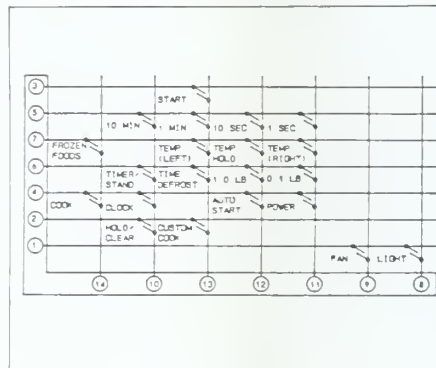 3
START
5
10 MIN 1 MIN 10 SEC 1 SEC
7
FROZEN FOODS
TEMP (LEFT)
TEMP HOLD
TEMP (RIGHT)
6
TIMER/ STAND
TIME DEFROST
1.0 LB 0.1 LB
4
COOK CLOCK
AUTO START
POWER
2
HOLD/ CLEAR
CUSTOM COOK
1
FAN LIGHT
14 10 13 12 11 9 8